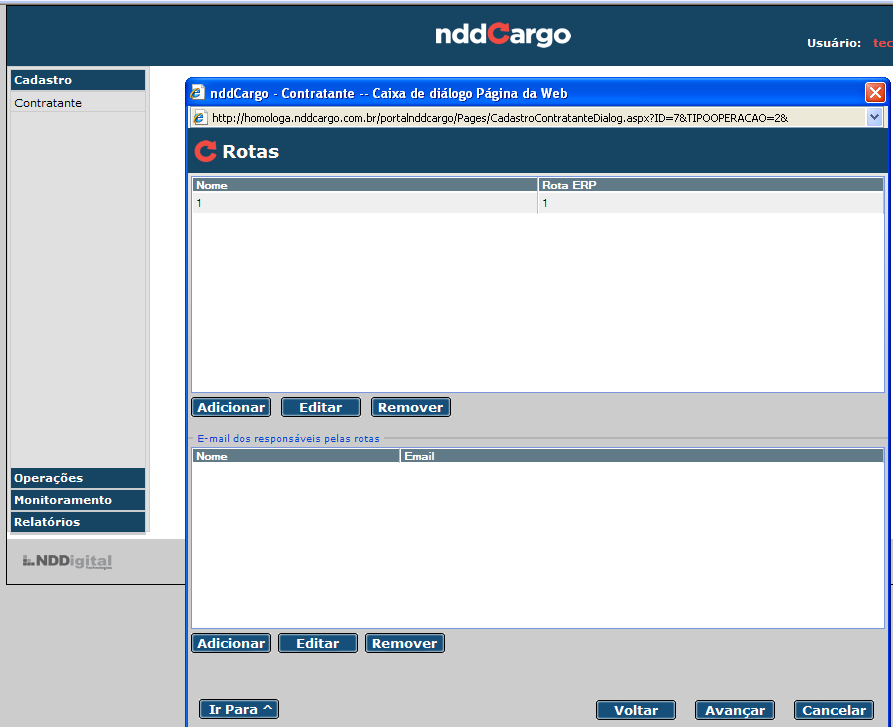 nddCargo
Usuário: tec
Cadastro
Contratante
nddCargo - Contratante -- Caixa de diálogo Página da Web
http://homologa.nddcargo.com.br/portalnddcargo/Pages/CadastroContratanteDialog.aspx?ID=7&TIPOOPERACAO=2&
Rotas
Nome Rota ERP
1 1
Adicionar Editar Remover
E-mail dos responsáveis pelas rotas
Nome Email
Operações
Monitoramento
Relatórios
NDDigital
Adicionar Editar Remover
Ir Para ^ Voltar Avançar Cancelar